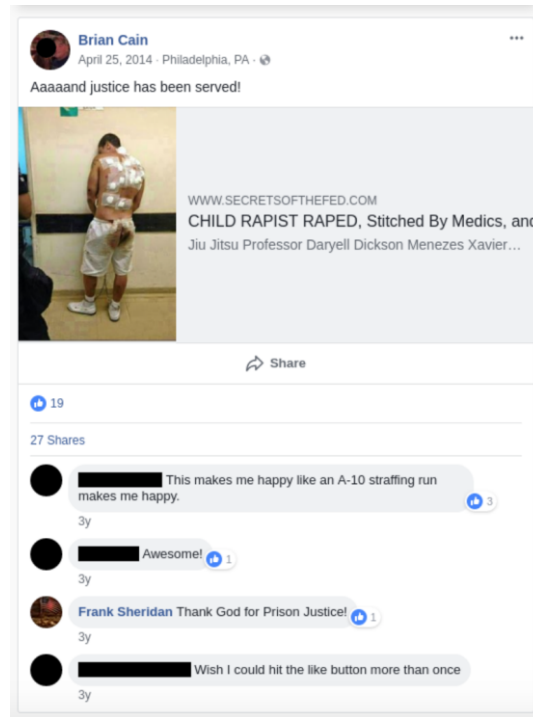 Brian Cain
April 25, 2014 · Philadelphia, PA ·
Aaaaand justice has been served!
WWW.SECRETSOFTHEFED.COM
CHILD RAPIST RAPED, Stitched By Medics, and
Jiu Jitsu Professor Daryell Dickson Menezes Xavier…
Share
19
27 Shares
This makes me happy like an A-10 straffing run
makes me happy.
3
3y
Awesome!
1
3y
Frank Sheridan Thank God for Prison Justice!
1
3y
Wish I could hit the like button more than once
3y